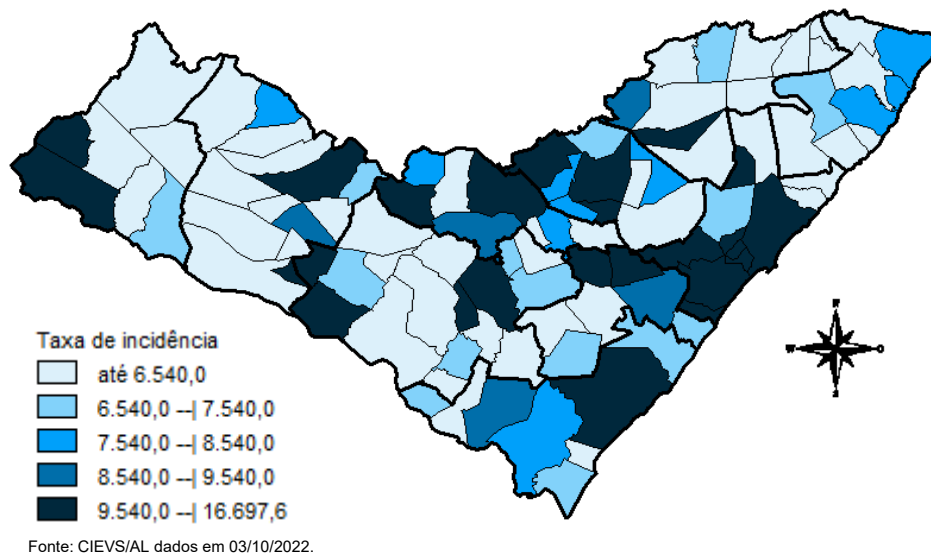 Taxa de incidência
até 6.540,0
6.540,0 --| 7.540,0
7.540,0 --| 8.540,0
8.540,0 --| 9.540,0
9.540,0 --| 16.697,6
N
W
O
S
Fonte: CIEVS/AL dados em 03/10/2022.